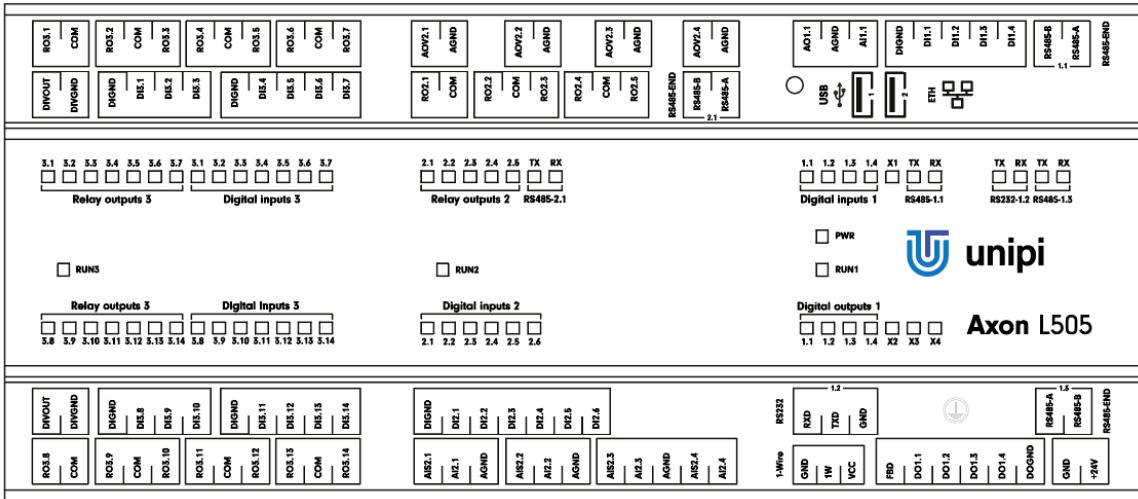 RO3.1 COM RO3.2 COM RO3.3 RO3.4 COM RO3.5 RO3.6 COM RO3.7 AOV2.1 AGND AOV2.2 AGND AOV2.3 AGND AOV2.4 AGND AO1.1 AGND AI1.1 DIGND DI1.1 DI1.2 DI1.3 DI1.4 RS485-B RS485-A RS485-END
1.1
DIVOUT DIVGND DIGND DI3.1 DI3.2 DI3.3 DIGND DI3.4 DI3.5 DI3.6 DI3.7 RO2.1 COM RO2.2 COM RO2.3 RO2.4 COM RO2.5 RS485-END RS485-B RS485-A USB 1 2 ETH
2.1
3.1 3.2 3.3 3.4 3.5 3.6 3.7 3.1 3.2 3.3 3.4 3.5 3.6 3.7 2.1 2.2 2.3 2.4 2.5 TX RX 1.1 1.2 1.3 1.4 X1 TX RX TX RX TX RX
Relay outputs 3 Digital inputs 3 Relay outputs 2 RS485-2.1 Digital inputs 1 RS485-1.1 RS232-1.2 RS485-1.3
PWR
unipi
RUN3 RUN2 RUN1
Relay outputs 3 Digital Inputs 3 Digital inputs 2 Digital outputs 1
Axon L505
3.8 3.9 3.10 3.11 3.12 3.13 3.14 3.8 3.9 3.10 3.11 3.12 3.13 3.14 2.1 2.2 2.3 2.4 2.5 2.6 1.1 1.2 1.3 1.4 X2 X3 X4
1.2 1.3
DIVOUT DIVGND DIGND DI3.8 DI3.9 DI3.10 DIGND DI3.11 DI3.12 DI3.13 DI3.14 DIGND DI2.1 DI2.2 DI2.3 DI2.4 DI2.5 DI2.6 RS232 RXD TXD GND RS485-A RS485-B RS485-END
RO3.8 COM RO3.9 COM RO3.10 RO3.11 COM RO3.12 RO3.13 COM RO3.14 AIS2.1 AI2.1 AGND AIS2.2 AI2.2 AGND AIS2.3 AI2.3 AGND AIS2.4 AI2.4 1-Wire GND 1W VCC FBD DO1.1 DO1.2 DO1.3 DO1.4 DOGND GND +24V